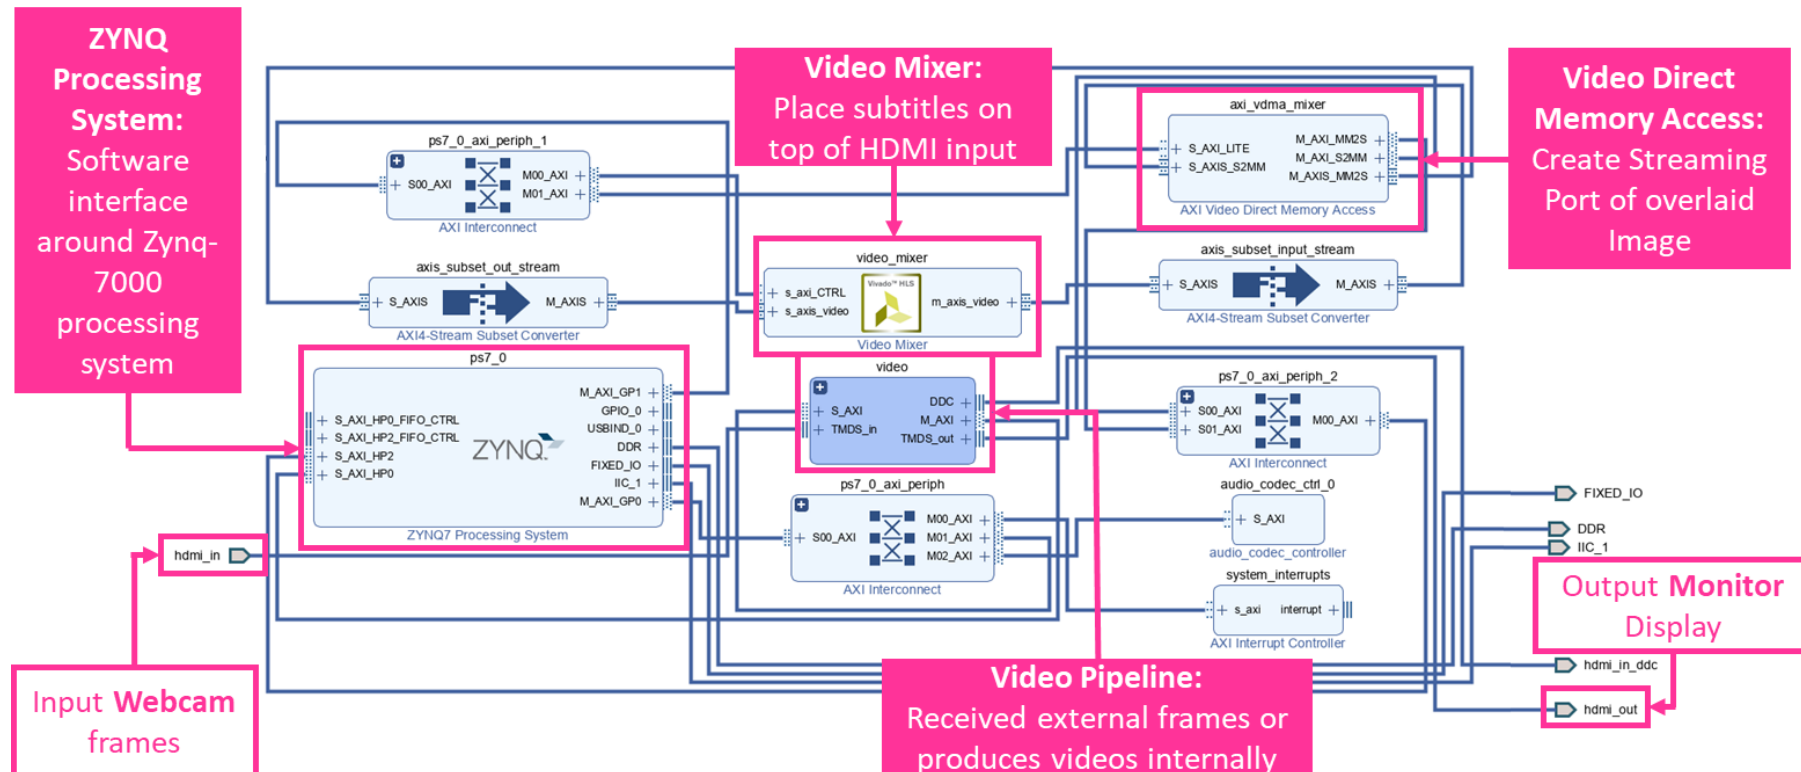 ZYNQ
Processing
System:
Software
interface
around Zynq-
7000
processing
system
Video Mixer:
Place subtitles on
top of HDMI input
Video Direct
Memory Access:
Create Streaming
Port of overlaid
Image
ps7_0_axi_periph_1
S00_AXI
M00_AXI
M01_AXI
AXI Interconnect
axi_vdma_mixer
S_AXI_LITE
S_AXIS_S2MM
M_AXI_MM2S
M_AXI_S2MM
M_AXIS_MM2S
AXI Video Direct Memory Access
axis_subset_out_stream
S_AXIS
M_AXIS
AXI4-Stream Subset Converter
video_mixer
s_axi_CTRL
s_axis_video
Vivado™ HLS
m_axis_video
Video Mixer
axis_subset_input_stream
S_AXIS
M_AXIS
AXI4-Stream Subset Converter
ps7_0
S_AXI_HP0_FIFO_CTRL
S_AXI_HP2_FIFO_CTRL
S_AXI_HP2
S_AXI_HP0
ZYNQ
M_AXI_GP1
GPIO_0
USBIND_0
DDR
FIXED_IO
IIC_1
M_AXI_GP0
ZYNQ7 Processing System
video
S_AXI
TMDS_in
DDC
M_AXI
TMDS_out
ps7_0_axi_periph_2
S00_AXI
S01_AXI
M00_AXI
AXI Interconnect
ps7_0_axi_periph
S00_AXI
M00_AXI
M01_AXI
M02_AXI
AXI Interconnect
audio_codec_ctrl_0
S_AXI
audio_codec_controller
system_interrupts
s_axi
interrupt
AXI Interrupt Controller
hdmi_in
FIXED_IO
DDR
IIC_1
hdmi_in_ddc
hdmi_out
Output Monitor
Display
Input Webcam
frames
Video Pipeline:
Received external frames or
produces videos internally